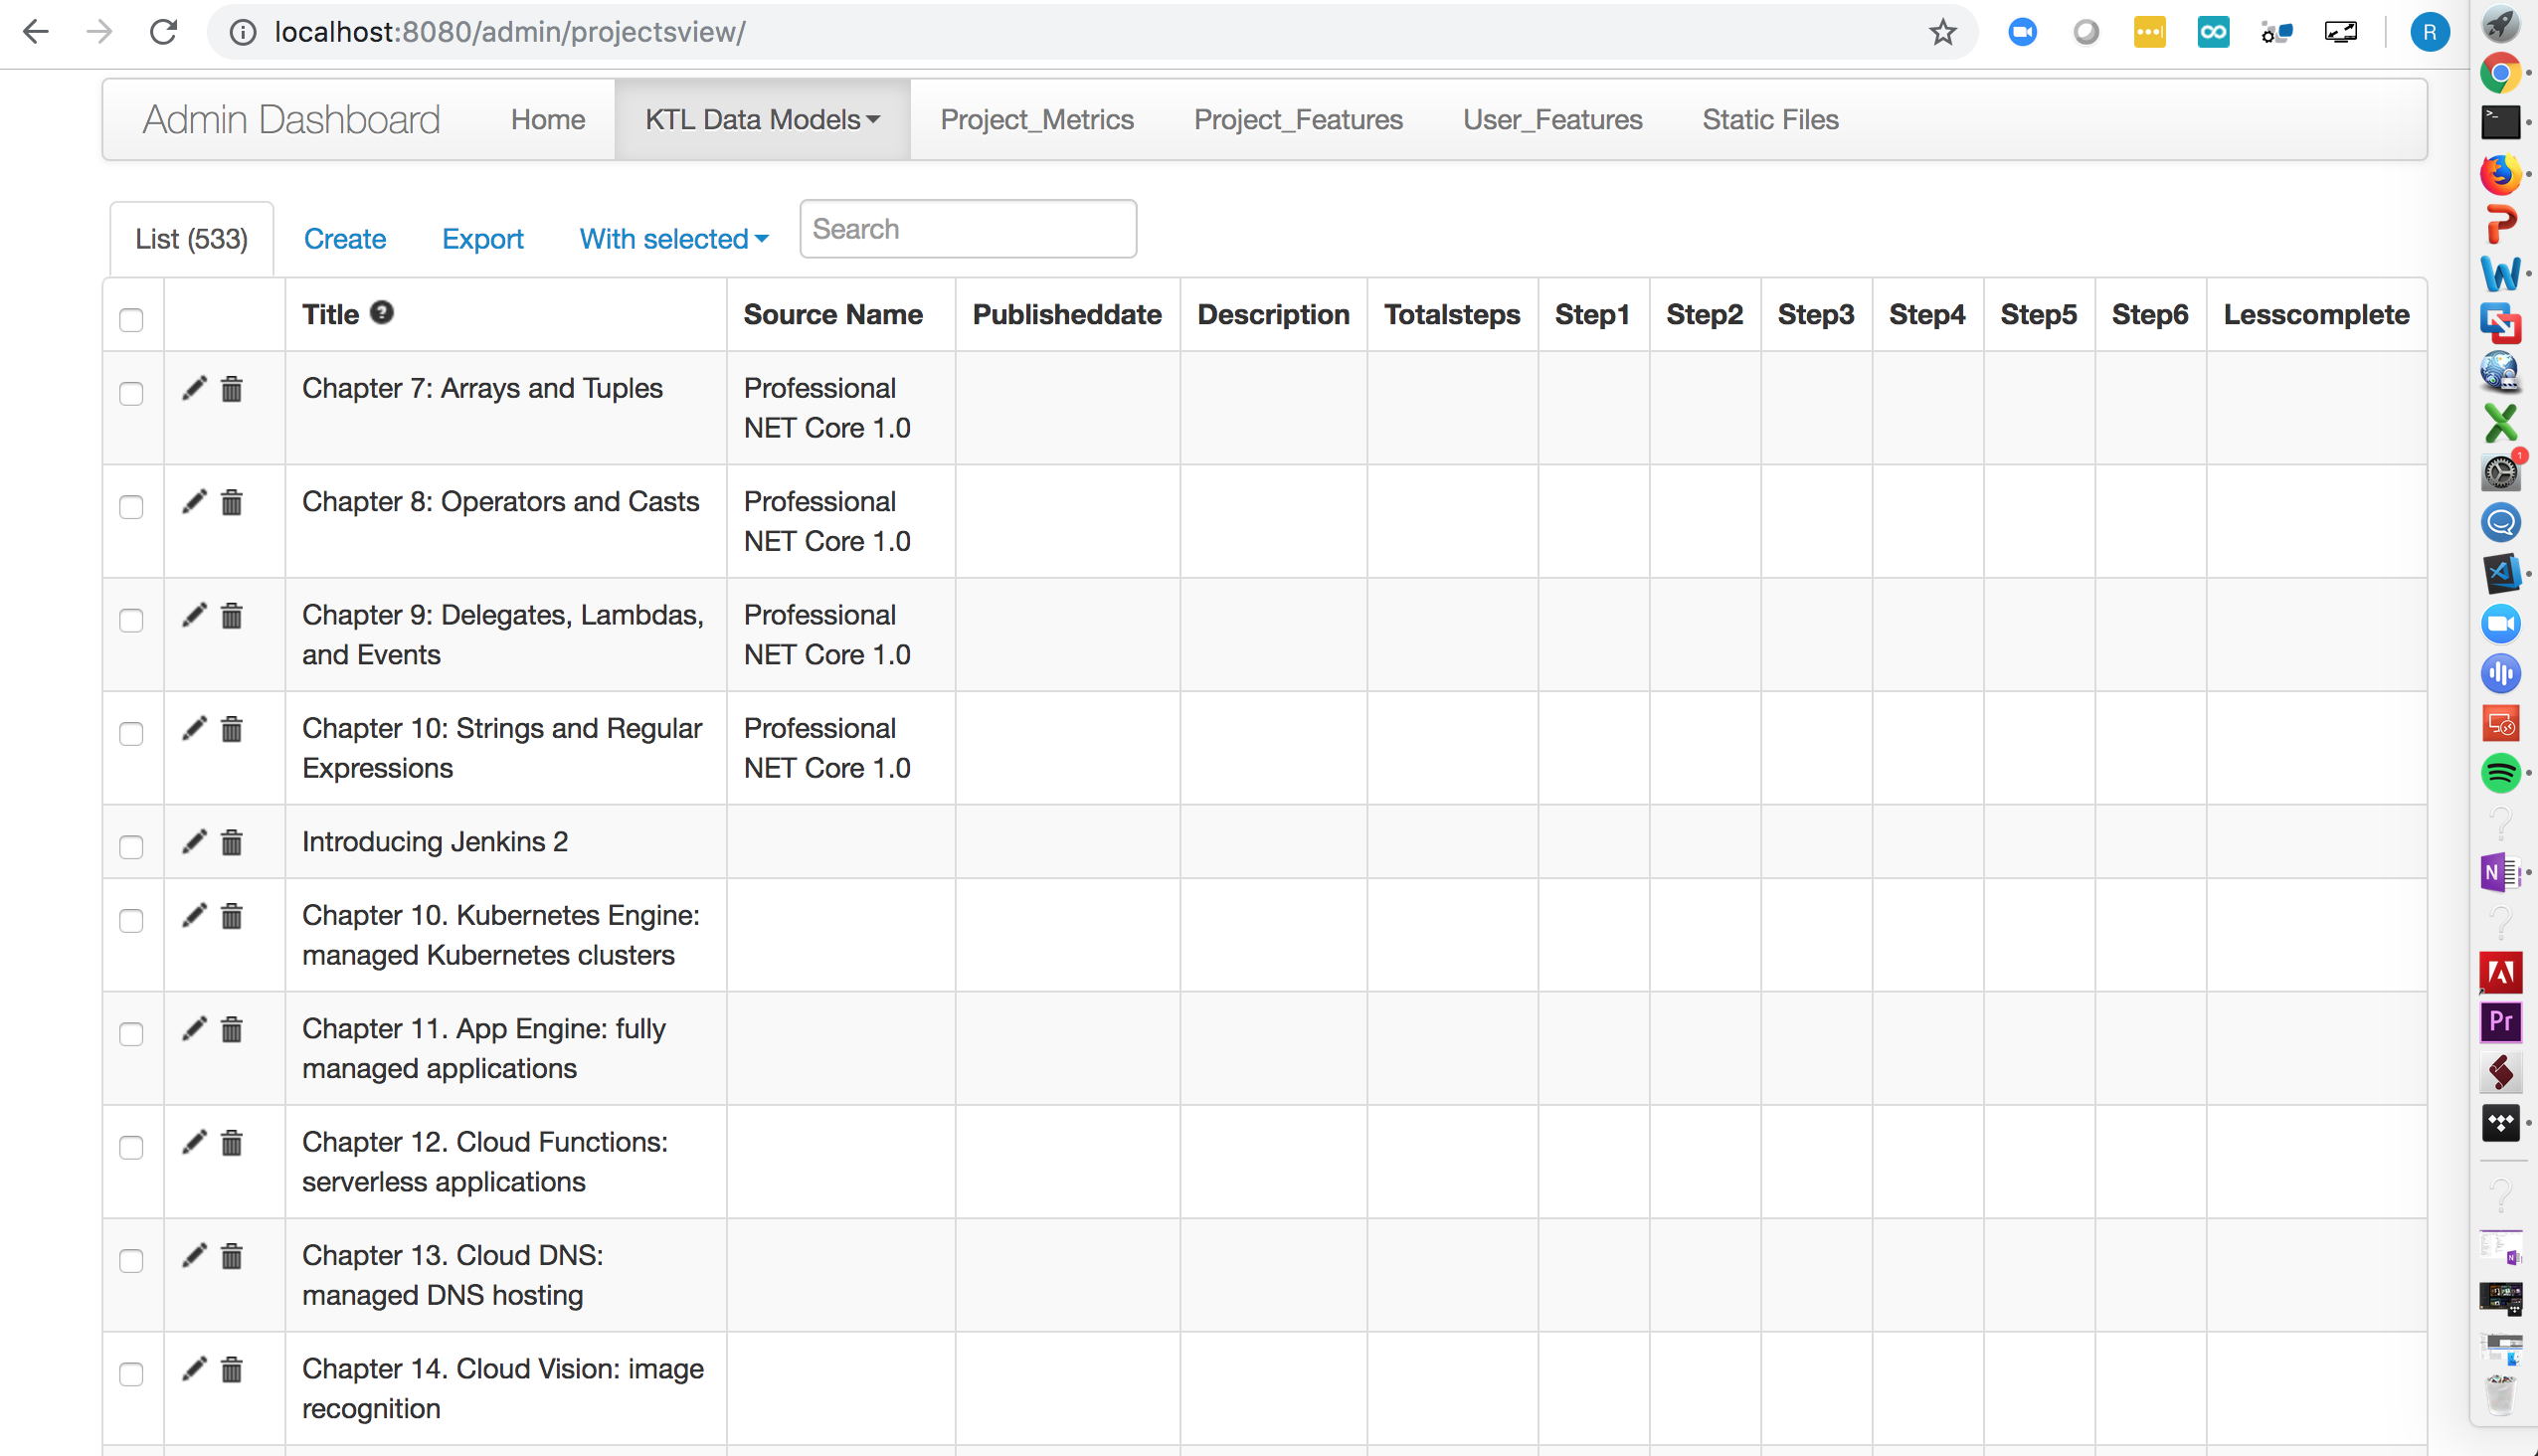 localhost:8080/admin/projectsview/
R
Admin Dashboard Home KTL Data Models Project_Metrics Project_Features User_Features Static Files
List (533) Create Export With selected Search
Title ? Source Name Publisheddate Description Totalsteps Step1 Step2 Step3 Step4 Step5 Step6 Lesscomplete
Chapter 7: Arrays and Tuples Professional
NET Core 1.0
Chapter 8: Operators and Casts Professional
NET Core 1.0
Chapter 9: Delegates, Lambdas, Professional
and Events NET Core 1.0
Chapter 10: Strings and Regular Professional
Expressions NET Core 1.0
Introducing Jenkins 2
Chapter 10. Kubernetes Engine:
managed Kubernetes clusters
Chapter 11. App Engine: fully
managed applications
Chapter 12. Cloud Functions:
serverless applications
Chapter 13. Cloud DNS:
managed DNS hosting
Chapter 14. Cloud Vision: image
recognition
1
N
Pr